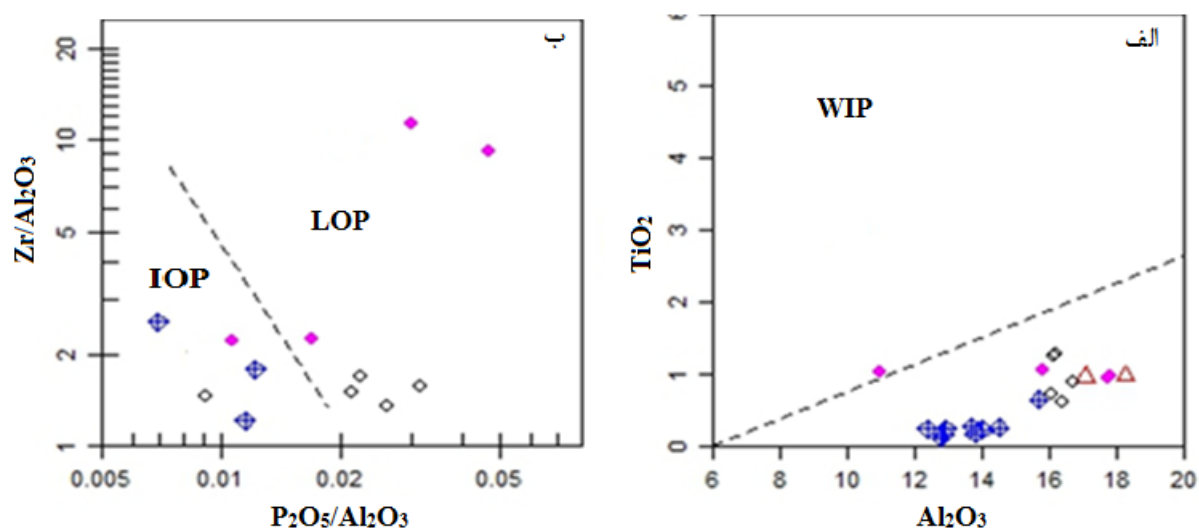 ب
20
10
5
2
1
Zr/Al₂O₃
LOP
IOP
0.005 0.01 0.02 0.05
P₂O₅/Al₂O₃
الف
5
4
3
2
1
0
TiO₂
WIP
6 8 10 12 14 16 18 20
Al₂O₃